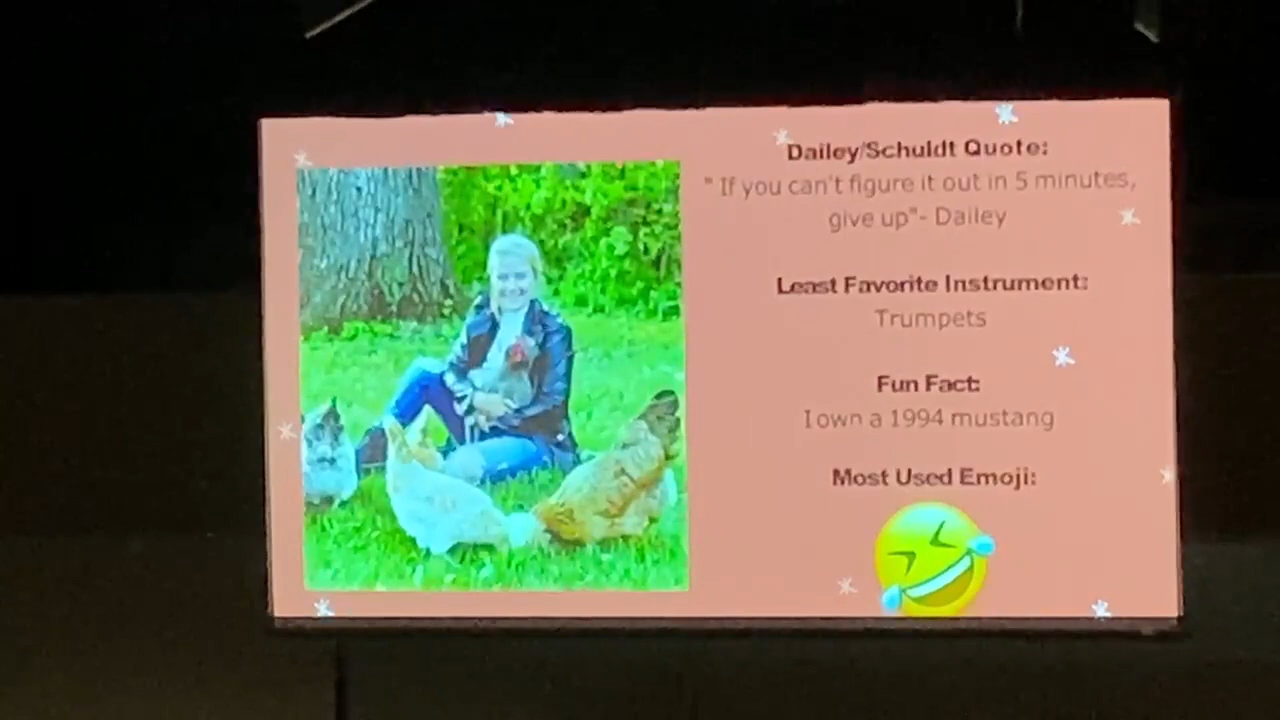 Dailey/Schuldt Quote:
" If you can't figure it out in 5 minutes,
give up"- Dailey
Least Favorite Instrument:
Trumpets
Fun Fact:
I own a 1994 mustang
Most Used Emoji: